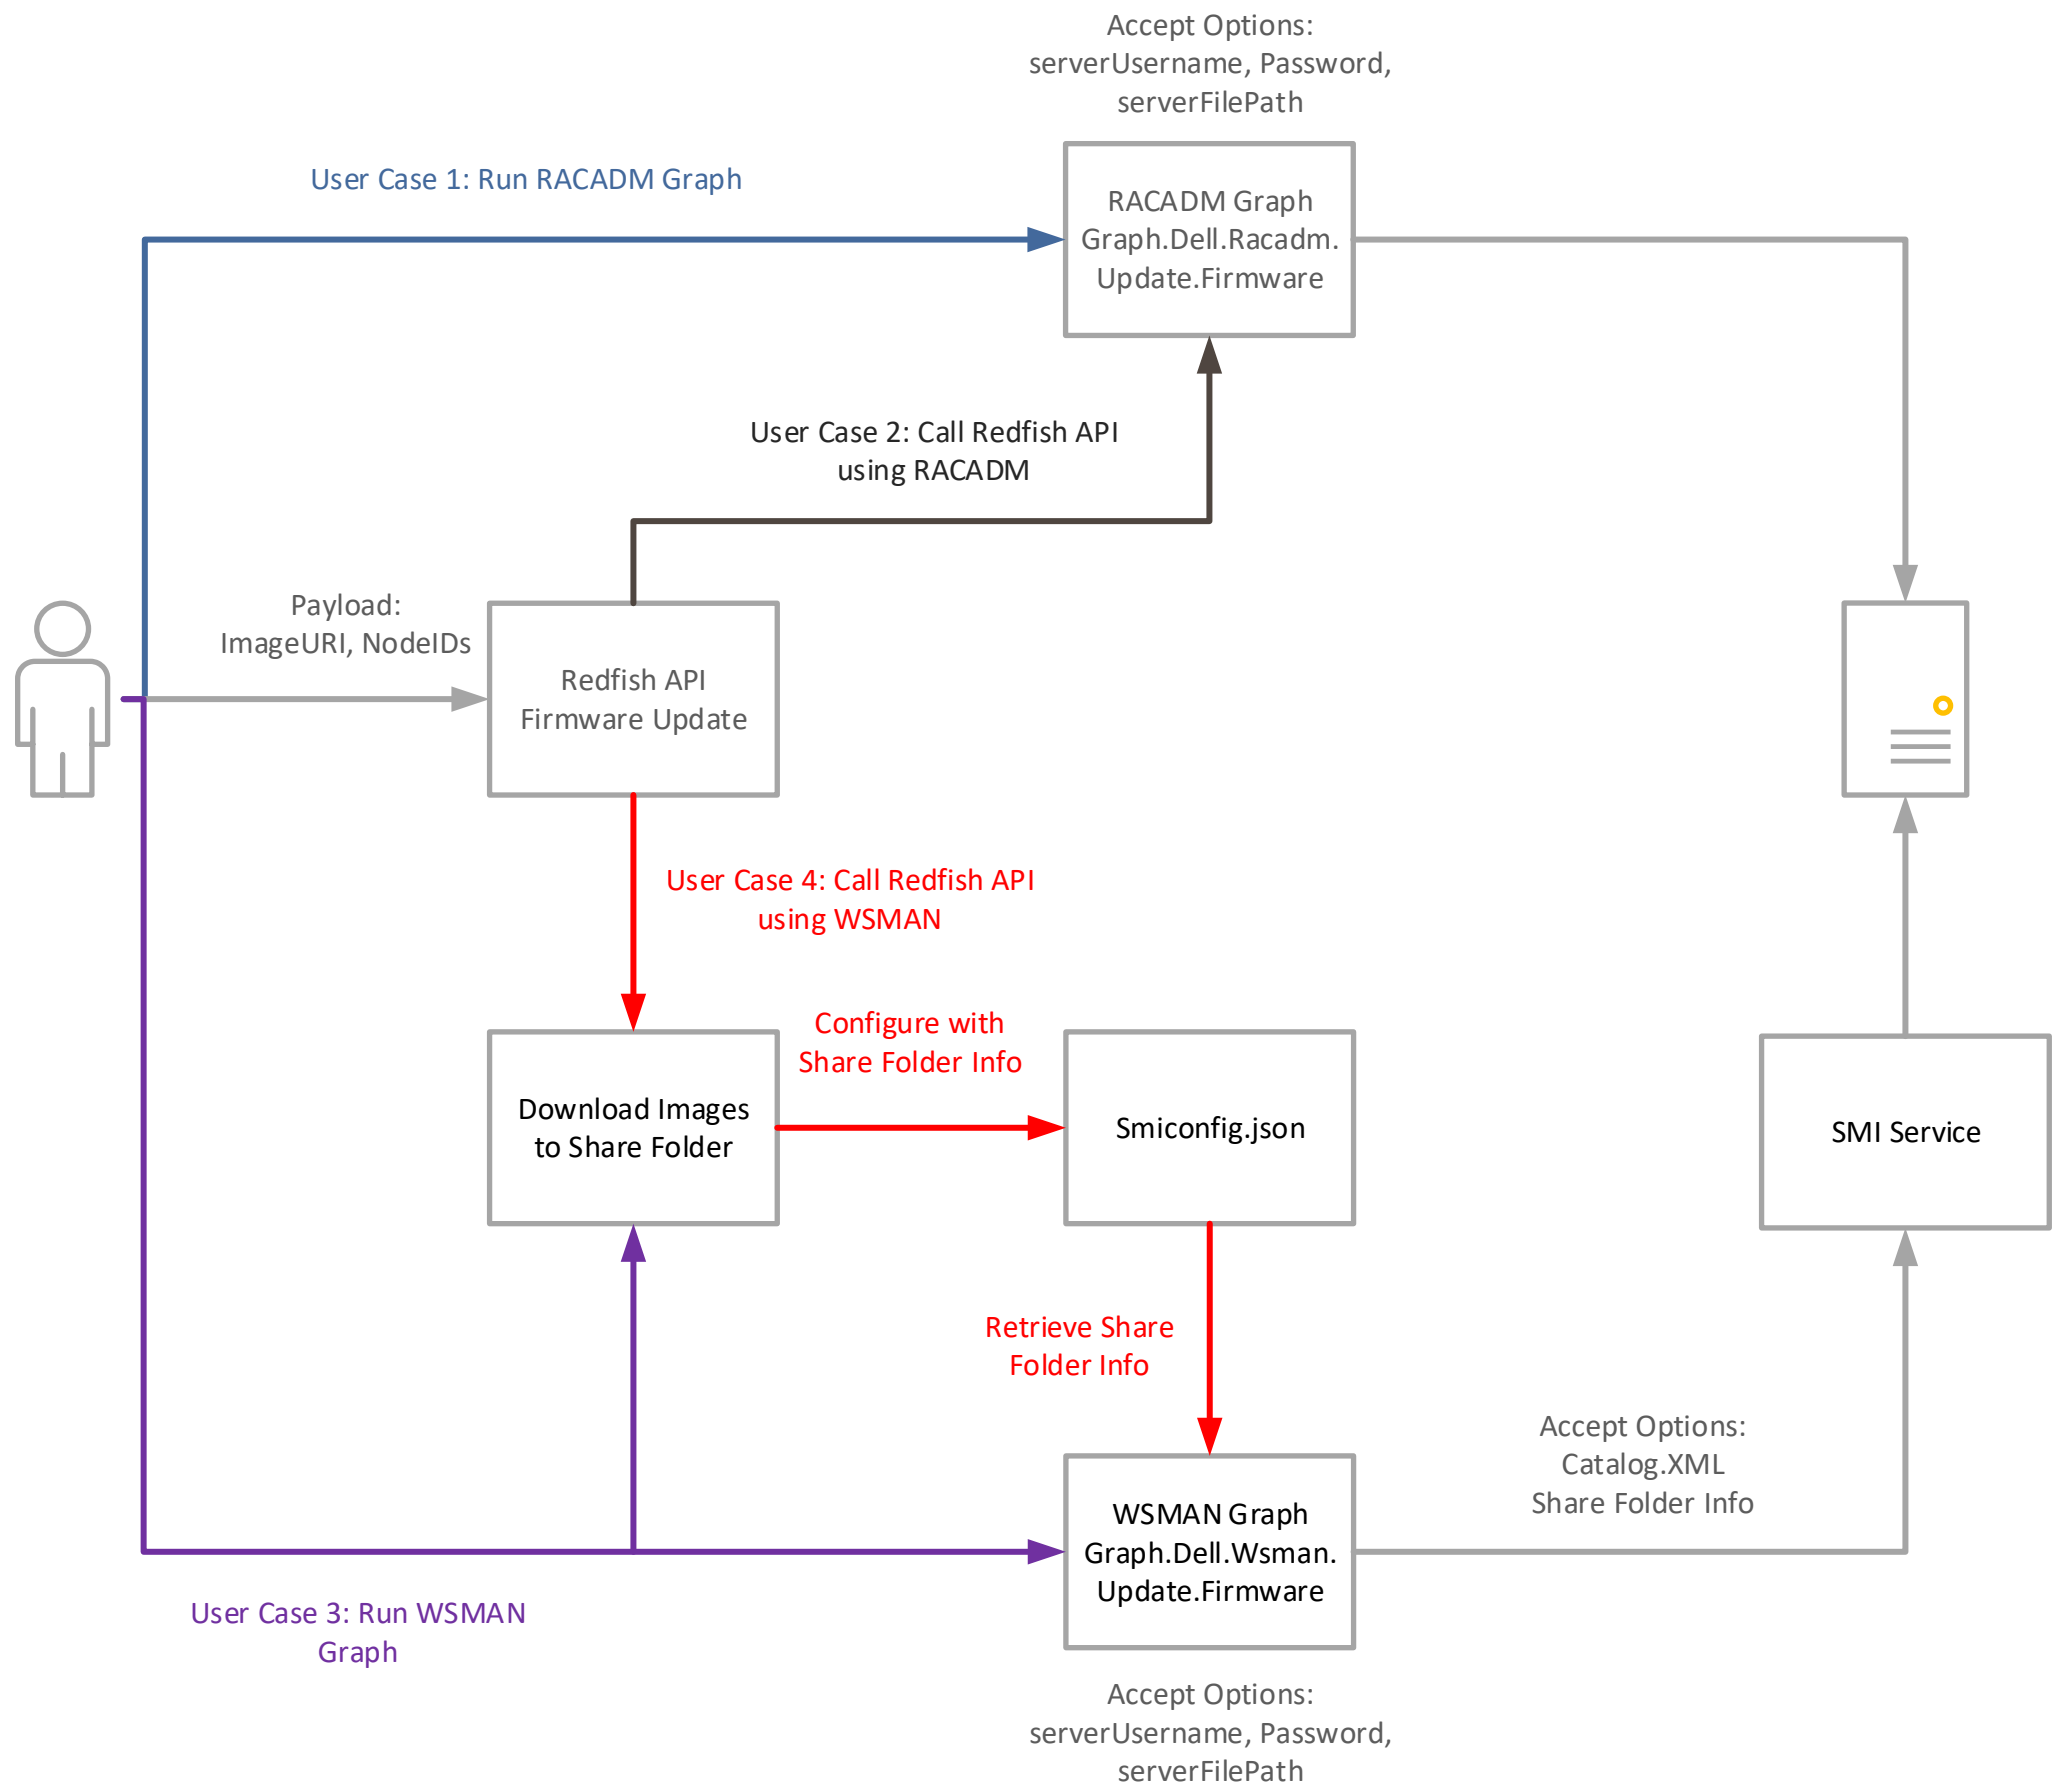 Accept Options:
serverUsername, Password,
serverFilePath
User Case 1: Run RACADM Graph
RACADM Graph
Graph.Dell.Racadm.
Update.Firmware
User Case 2: Call Redfish API
using RACADM
Payload:
ImageURI, NodeIDs
Redfish API
Firmware Update
User Case 4: Call Redfish API
using WSMAN
Configure with
Share Folder Info
Download Images
to Share Folder
Smiconfig.json
SMI Service
Retrieve Share
Folder Info
Accept Options:
Catalog.XML
Share Folder Info
WSMAN Graph
Graph.Dell.Wsman.
Update.Firmware
User Case 3: Run WSMAN
Graph
Accept Options:
serverUsername, Password,
serverFilePath